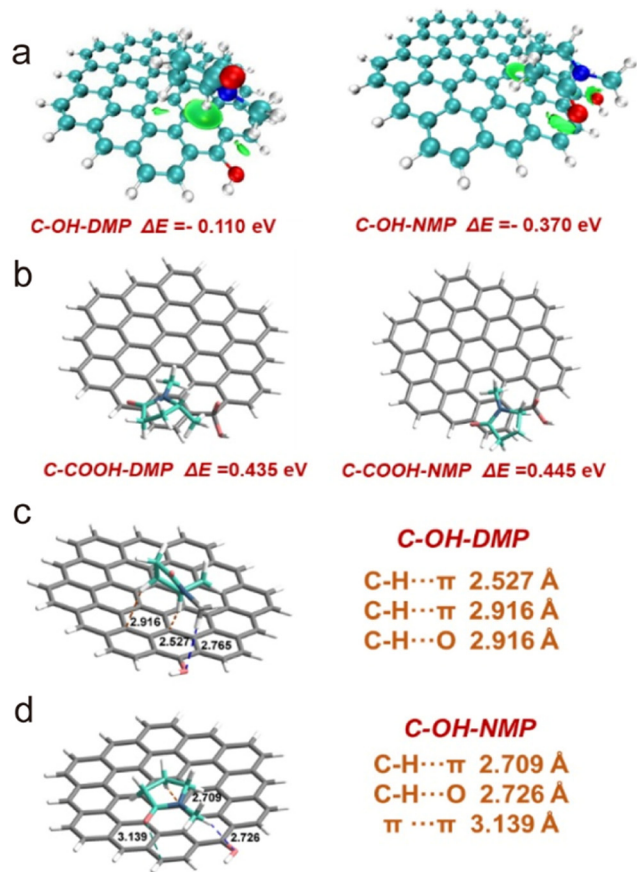 a
C-OH-DMP ΔE =- 0.110 eV
C-OH-NMP ΔE =- 0.370 eV
b
C-COOH-DMP ΔE =0.435 eV
C-COOH-NMP ΔE =0.445 eV
c
2.916
2.527
2.765
C-OH-DMP
C-H···π 2.527 Å
C-H···π 2.916 Å
C-H···O 2.916 Å
d
2.709
3.139
2.726
C-OH-NMP
C-H···π 2.709 Å
C-H···O 2.726 Å
π ···π 3.139 Å